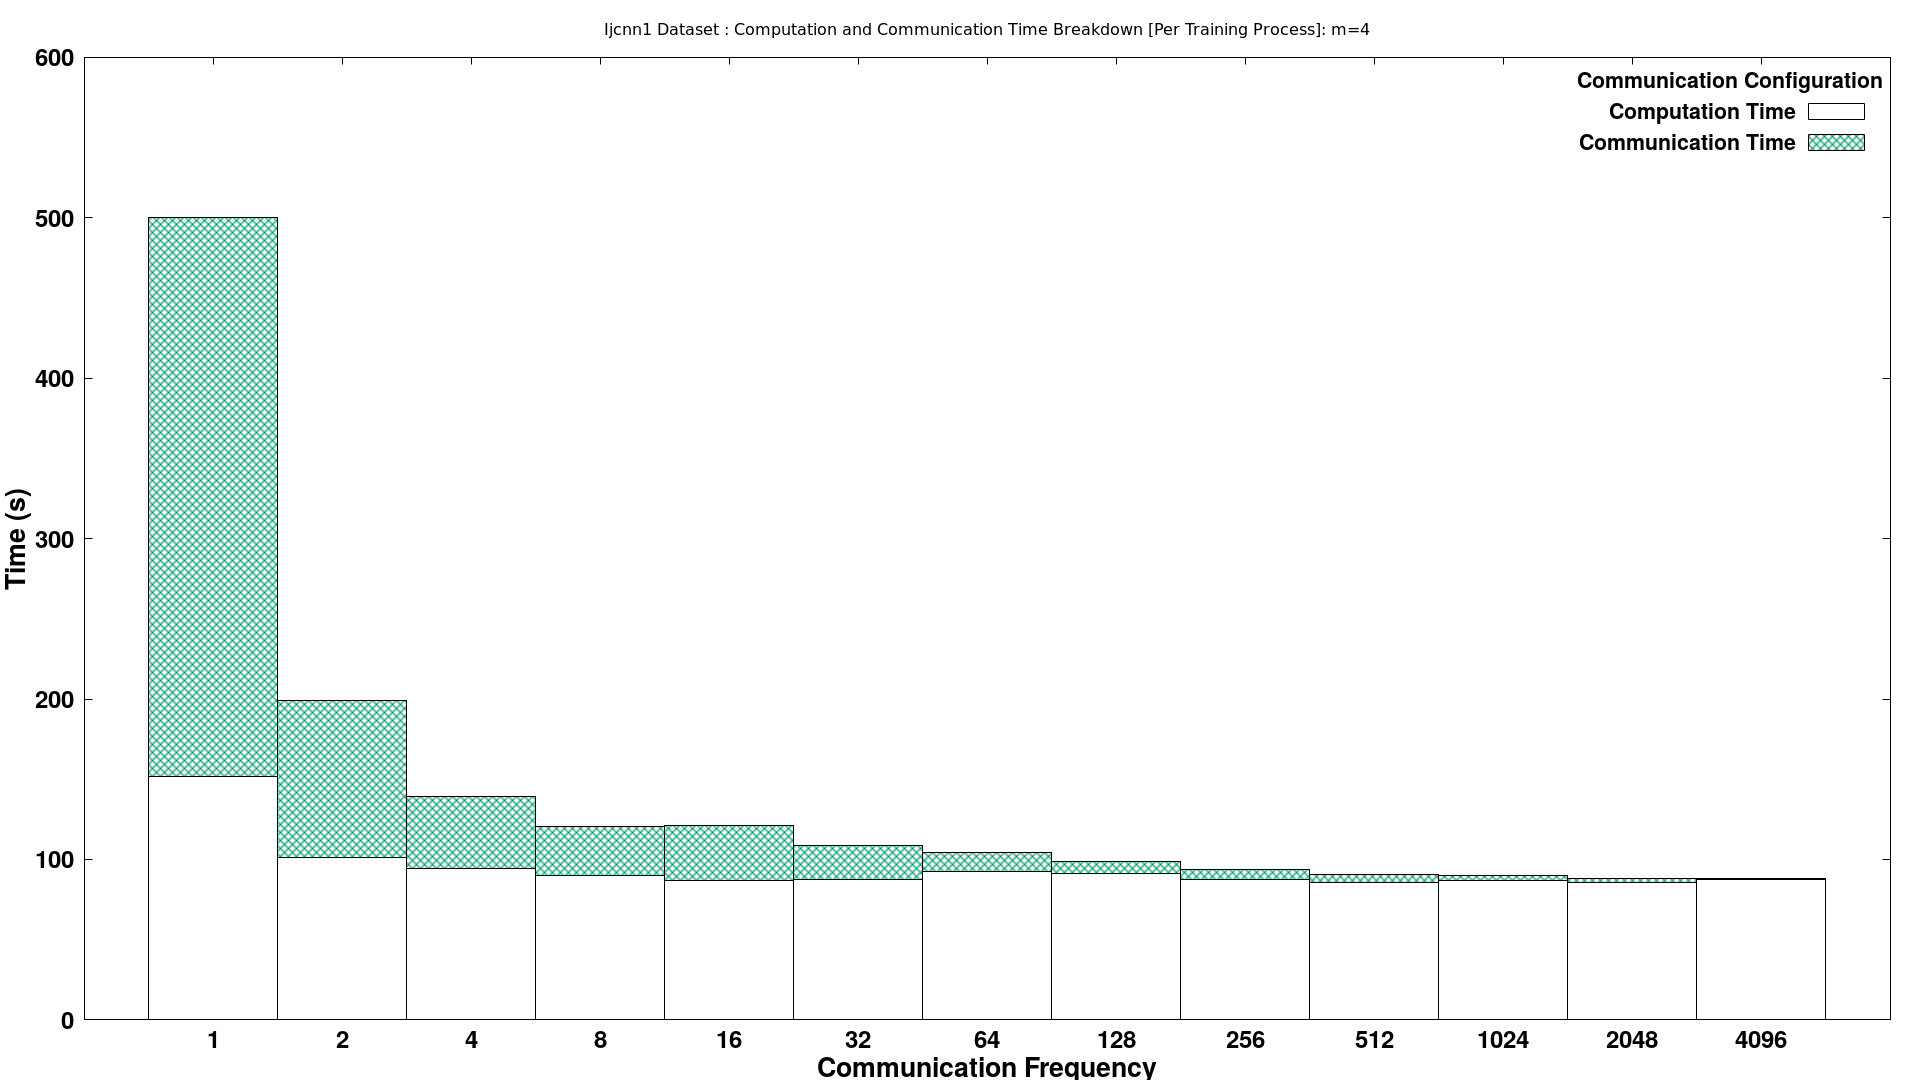 Ijcnn1 Dataset : Computation and Communication Time Breakdown [Per Training Process]: m=4
Communication Configuration
Computation Time
Communication Time
600
500
400
300
200
100
0
Time (s)
1 2 4 8 16 32 64 128 256 512 1024 2048 4096
Communication Frequency